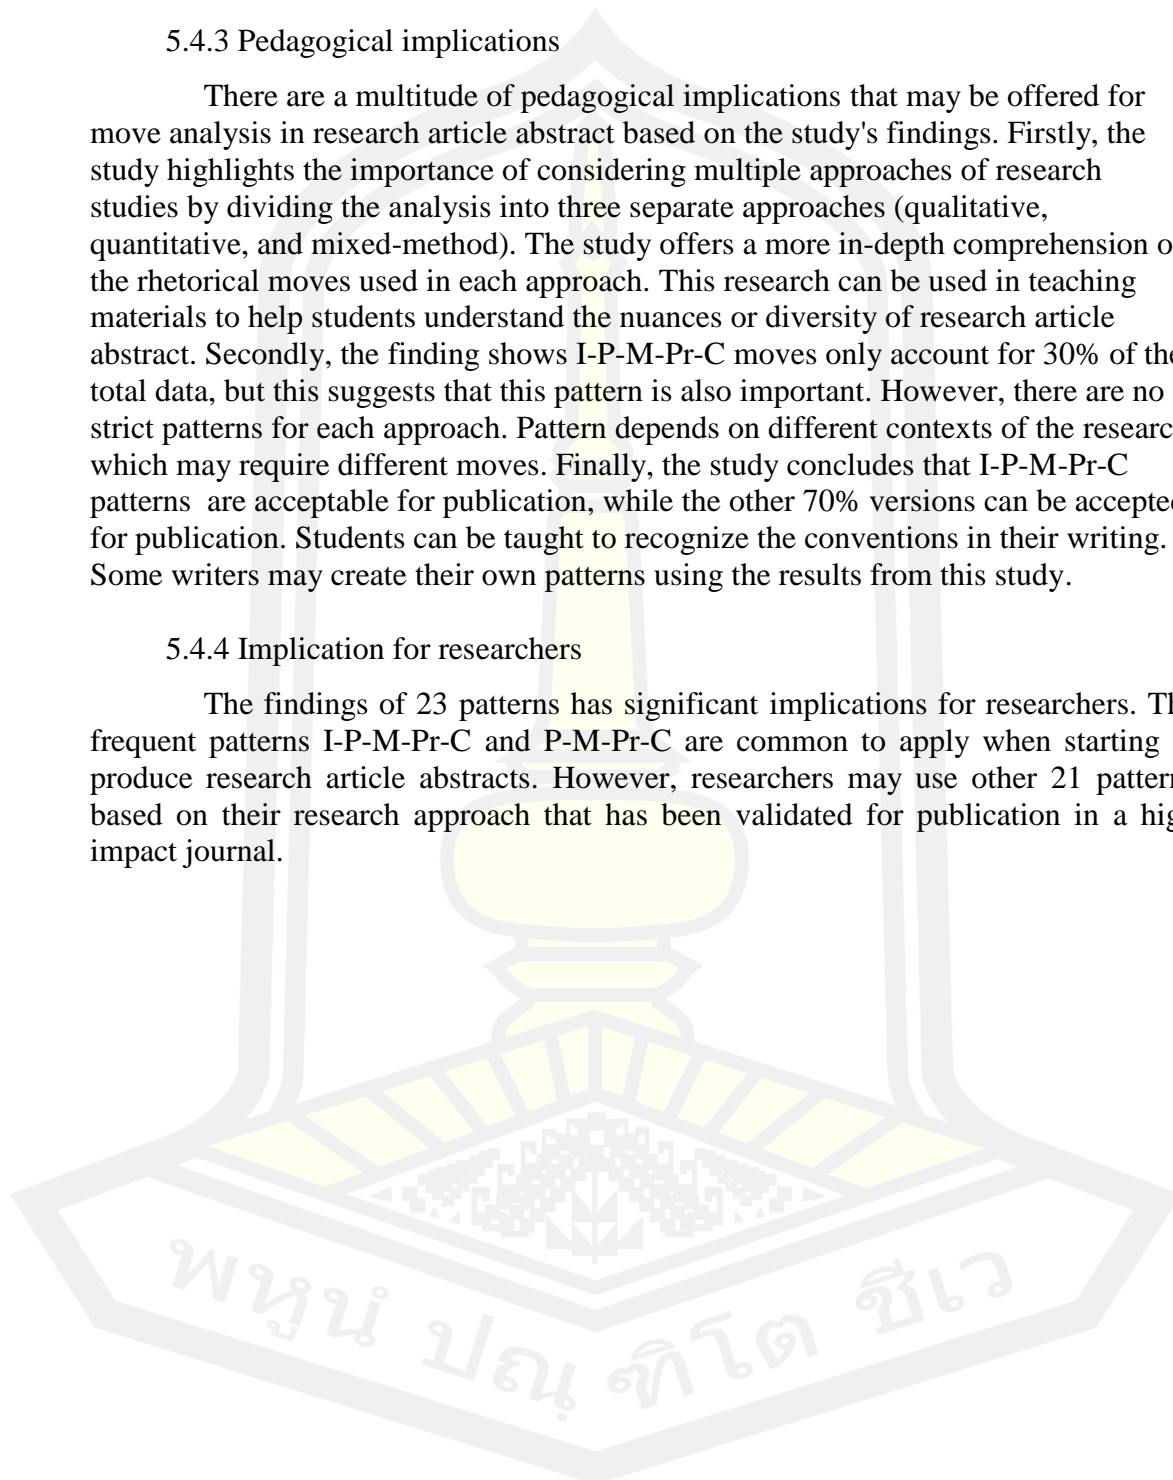 5.4.3 Pedagogical implications
There are a multitude of pedagogical implications that may be offered for
move analysis in research article abstract based on the study's findings. Firstly, the
study highlights the importance of considering multiple approaches of research
studies by dividing the analysis into three separate approaches (qualitative,
quantitative, and mixed-method). The study offers a more in-depth comprehension o
the rhetorical moves used in each approach. This research can be used in teaching
materials to help students understand the nuances or diversity of research article
abstract. Secondly, the finding shows I-P-M-Pr-C moves only account for 30% of the
total data, but this suggests that this pattern is also important. However, there are no
strict patterns for each approach. Pattern depends on different contexts of the researc
which may require different moves. Finally, the study concludes that I-P-M-Pr-C
patterns are acceptable for publication, while the other 70% versions can be accepte
for publication. Students can be taught to recognize the conventions in their writing.
Some writers may create their own patterns using the results from this study.
5.4.4 Implication for researchers
The findings of 23 patterns has significant implications for researchers. Th
frequent patterns I-P-M-Pr-C and P-M-Pr-C are common to apply when starting
produce research article abstracts. However, researchers may use other 21 pattern
based on their research approach that has been validated for publication in a hig
impact journal.
พหูนํ ปณฺฑิโต ชีเว